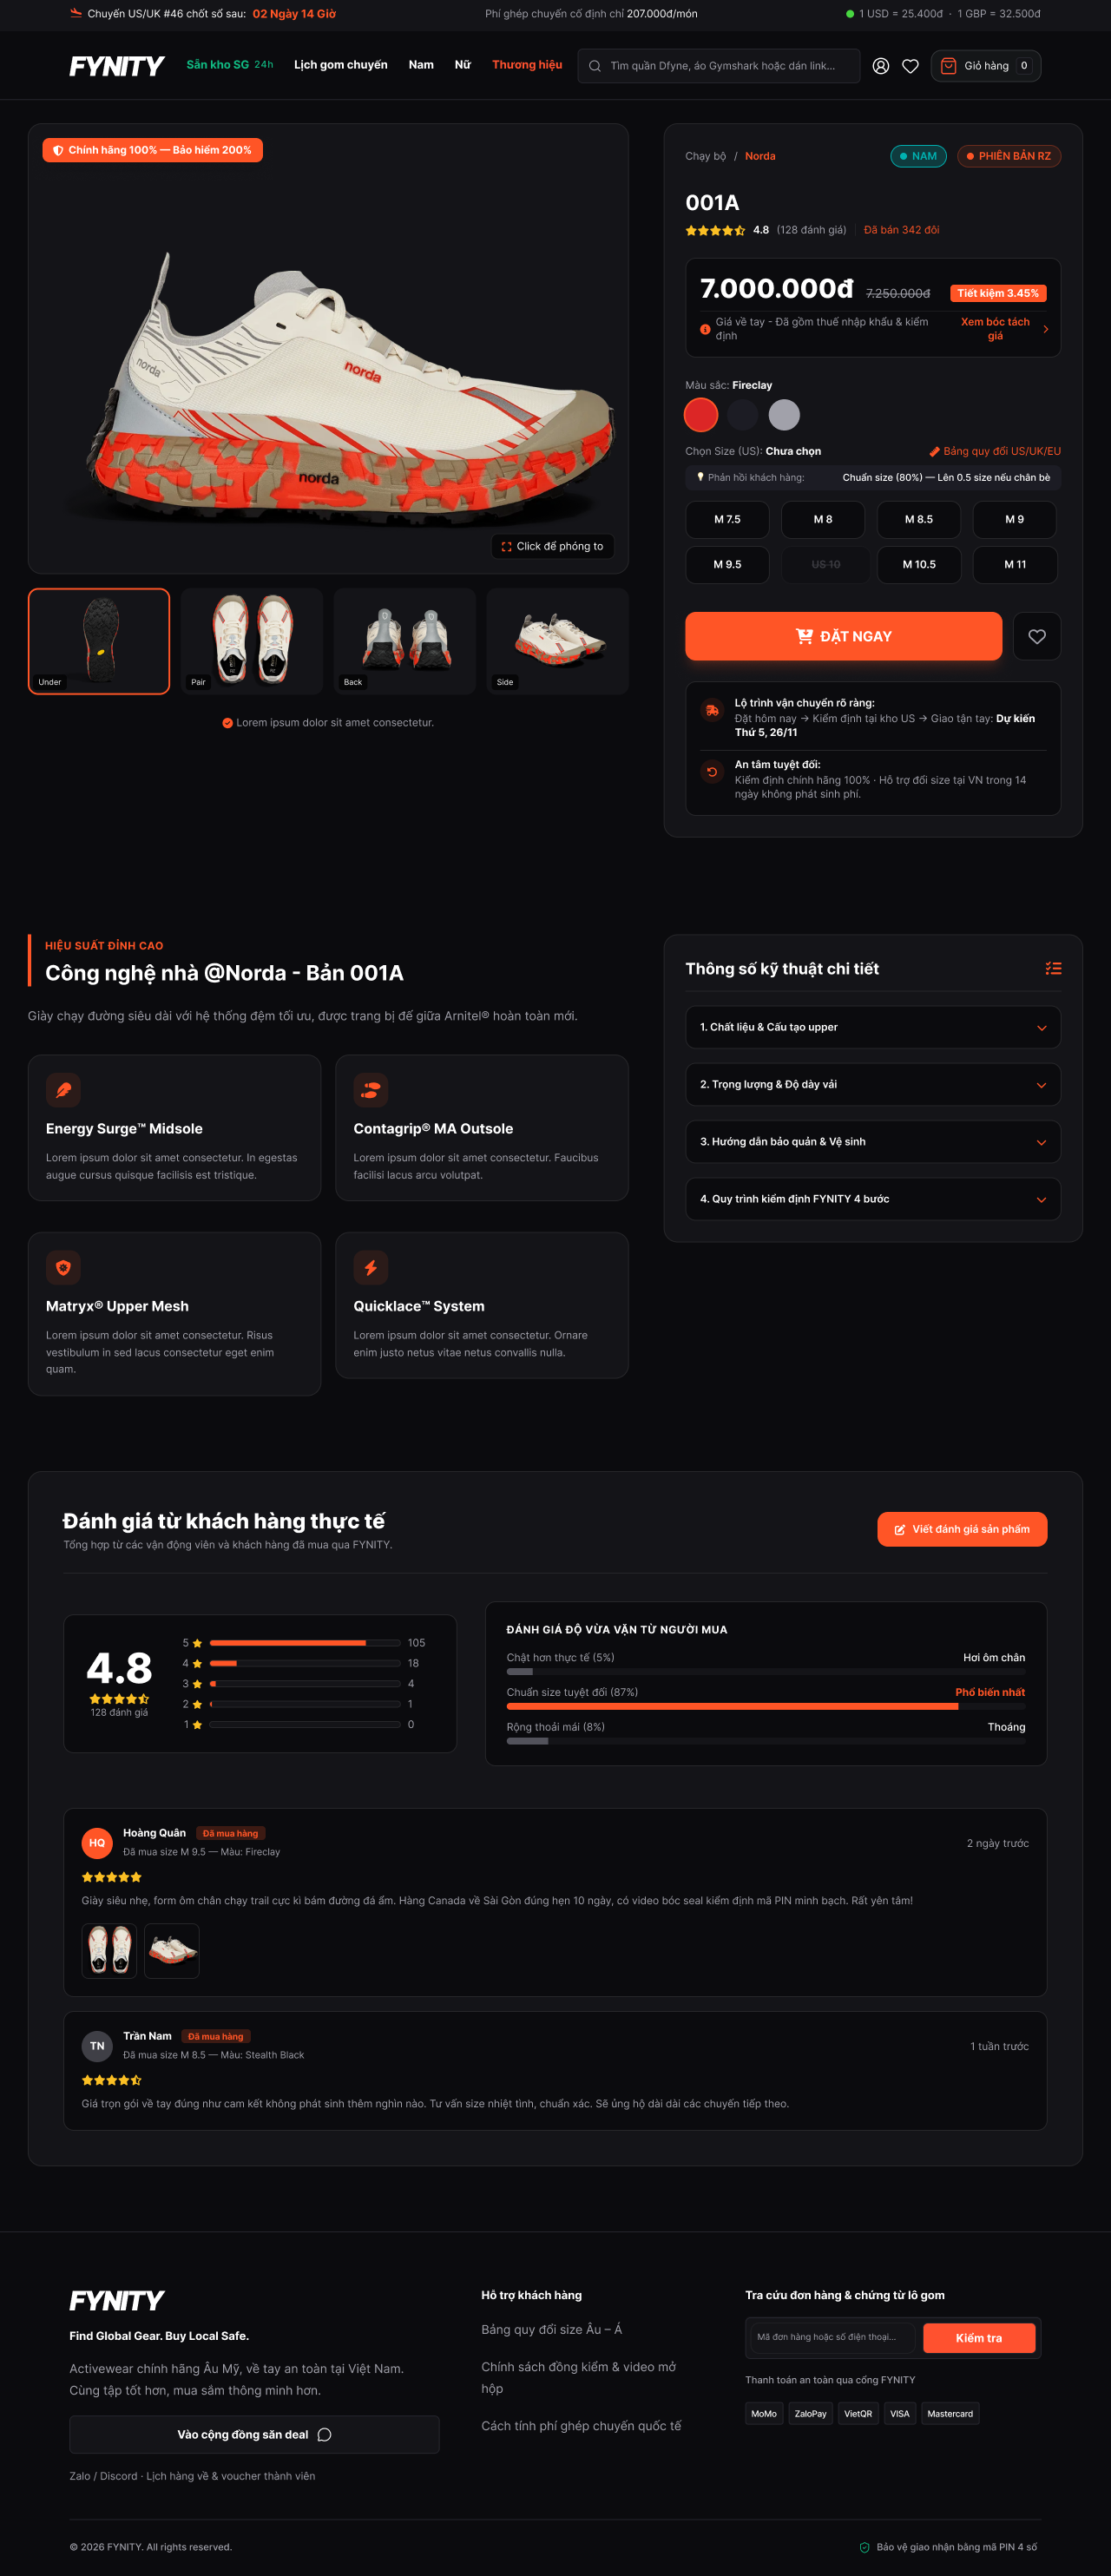 Chuyến US/UK #46 chốt sổ sau: 02 Ngày 14 Giờ
Phí ghép chuyến cố định chỉ 207.000đ/món
1 USD = 25.400đ · 1 GBP = 32.500đ
FYNITY
Sẵn kho SG 24h
Lịch gom chuyến
Nam
Nữ
Thương hiệu
Tìm quần Dfyne, áo Gymshark hoặc dán link...
Giỏ hàng 0
Chính hãng 100% — Bảo hiểm 200%
norda
norda
norda
Click để phóng to
Under
Pair
Back
Side
Lorem ipsum dolor sit amet consectetur.
Chạy bộ / Norda
NAM
PHIÊN BẢN RZ
001A
4.8 (128 đánh giá)
Đã bán 342 đôi
7.000.000đ 7.250.000đ
Tiết kiệm 3.45%
Giá về tay - Đã gồm thuế nhập khẩu & kiểm
định
Xem bóc tách
giá
Màu sắc: Fireclay
Chọn Size (US): Chưa chọn
Bảng quy đổi US/UK/EU
Phản hồi khách hàng:
Chuẩn size (80%) — Lên 0.5 size nếu chân bè
M 7.5
M 8
M 8.5
M 9
M 9.5
US 10
M 10.5
M 11
ĐẶT NGAY
Lộ trình vận chuyển rõ ràng:
Đặt hôm nay → Kiểm định tại kho US → Giao tận tay: Dự kiến
Thứ 5, 26/11
An tâm tuyệt đối:
Kiểm định chính hãng 100% · Hỗ trợ đổi size tại VN trong 14
ngày không phát sinh phí.
HIỆU SUẤT ĐỈNH CAO
Công nghệ nhà @Norda - Bản 001A
Giày chạy đường siêu dài với hệ thống đệm tối ưu, được trang bị đế giữa Arnitel® hoàn toàn mới.
Energy Surge™ Midsole
Lorem ipsum dolor sit amet consectetur. In egestas
augue cursus quisque facilisis est tristique.
Contagrip® MA Outsole
Lorem ipsum dolor sit amet consectetur. Faucibus
facilisi lacus arcu volutpat.
Matryx® Upper Mesh
Lorem ipsum dolor sit amet consectetur. Risus
vestibulum in sed lacus consectetur eget enim
quam.
Quicklace™ System
Lorem ipsum dolor sit amet consectetur. Ornare
enim justo netus vitae netus convallis nulla.
Thông số kỹ thuật chi tiết
1. Chất liệu & Cấu tạo upper
2. Trọng lượng & Độ dày vải
3. Hướng dẫn bảo quản & Vệ sinh
4. Quy trình kiểm định FYNITY 4 bước
Đánh giá từ khách hàng thực tế
Tổng hợp từ các vận động viên và khách hàng đã mua qua FYNITY.
Viết đánh giá sản phẩm
4.8
128 đánh giá
5 105
4 18
3 4
2 1
1 0
ĐÁNH GIÁ ĐỘ VỪA VẶN TỪ NGƯỜI MUA
Chật hơn thực tế (5%)
Hơi ôm chân
Chuẩn size tuyệt đối (87%)
Phổ biến nhất
Rộng thoải mái (8%)
Thoáng
HQ
Hoàng Quân
Đã mua hàng
Đã mua size M 9.5 — Màu: Fireclay
2 ngày trước
Giày siêu nhẹ, form ôm chân chạy trail cực kì bám đường đá ẩm. Hàng Canada về Sài Gòn đúng hẹn 10 ngày, có video bóc seal kiểm định mã PIN minh bạch. Rất yên tâm!
TN
Trần Nam
Đã mua hàng
Đã mua size M 8.5 — Màu: Stealth Black
1 tuần trước
Giá trọn gói về tay đúng như cam kết không phát sinh thêm nghìn nào. Tư vấn size nhiệt tình, chuẩn xác. Sẽ ủng hộ dài dài các chuyến tiếp theo.
FYNITY
Find Global Gear. Buy Local Safe.
Activewear chính hãng Âu Mỹ, về tay an toàn tại Việt Nam.
Cùng tập tốt hơn, mua sắm thông minh hơn.
Vào cộng đồng săn deal
Zalo / Discord · Lịch hàng về & voucher thành viên
Hỗ trợ khách hàng
Bảng quy đổi size Âu – Á
Chính sách đồng kiểm & video mở
hộp
Cách tính phí ghép chuyến quốc tế
Tra cứu đơn hàng & chứng từ lô gom
Mã đơn hàng hoặc số điện thoại...
Kiểm tra
Thanh toán an toàn qua cổng FYNITY
MoMo
ZaloPay
VietQR
VISA
Mastercard
© 2026 FYNITY. All rights reserved.
Bảo vệ giao nhận bằng mã PIN 4 số